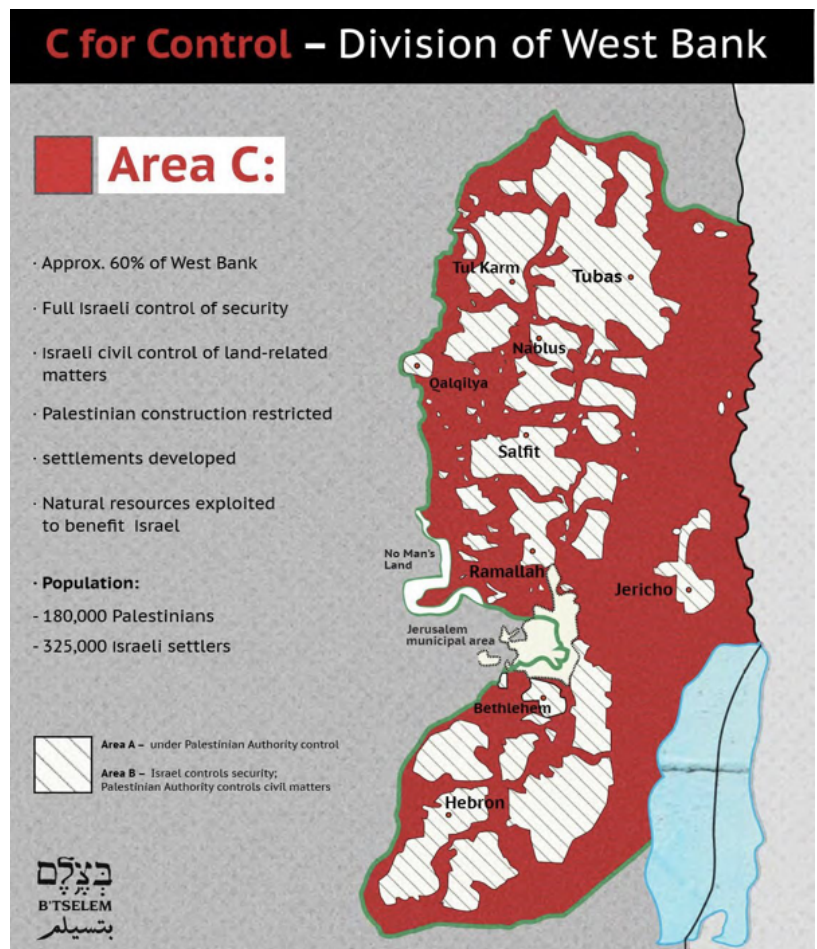 C for Control – Division of West Bank
Area C:
· Approx. 60% of West Bank
· Full Israeli control of security
· Israeli civil control of land-related
matters
· Palestinian construction restricted
· settlements developed
· Natural resources exploited
to benefit Israel
· Population:
- 180,000 Palestinians
- 325,000 Israeli settlers
Area A – under Palestinian Authority control
Area B – Israel controls security;
Palestinian Authority controls civil matters
בְּצֶלֶם
B'TSELEM
بتسيلم
Tul Karm
Tubas
Nablus
Qalqilya
Salfit
No Man's
Land
Ramallah
Jericho
Jerusalem
municipal area
Bethlehem
Hebron